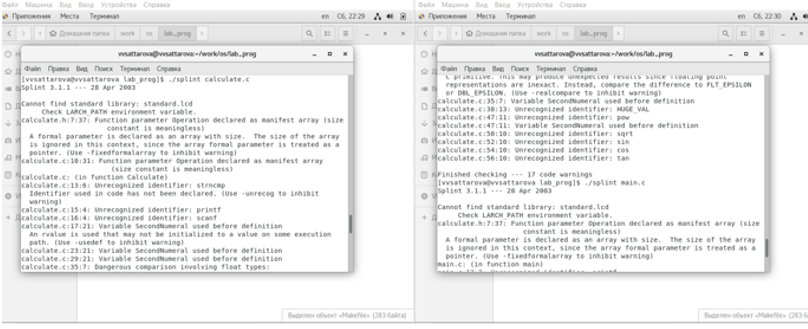 Файл Машина Вид Ввод Устройства Справка
Приложения Места Терминал en Сб, 22:29
Домашняя папка work os lab_prog
vvsattarova@vvsattarova:~/work/os/lab_prog
Файл Правка Вид Поиск Терминал Справка
[vvsattarova@vvsattarova lab_prog]$ ./splint calculate.c
Splint 3.1.1 --- 28 Apr 2003
Cannot find standard library: standard.lcd
Check LARCH_PATH environment variable.
calculate.h:7:37: Function parameter Operation declared as manifest array (size
constant is meaningless)
A formal parameter is declared as an array with size. The size of the array
is ignored in this context, since the array formal parameter is treated as a
pointer. (Use -fixedformalarray to inhibit warning)
calculate.c:10:31: Function parameter Operation declared as manifest array
(size constant is meaningless)
calculate.c: (in function Calculate)
calculate.c:13:6: Unrecognized identifier: strncmp
Identifier used in code has not been declared. (Use -unrecog to inhibit
warning)
calculate.c:15:4: Unrecognized identifier: printf
calculate.c:16:4: Unrecognized identifier: scanf
calculate.c:17:21: Variable SecondNumeral used before definition
An rvalue is used that may not be initialized to a value on some execution
path. (Use -usedef to inhibit warning)
calculate.c:23:21: Variable SecondNumeral used before definition
calculate.c:29:21: Variable SecondNumeral used before definition
calculate.c:35:7: Dangerous comparison involving float types:
Выделен объект «Makefile» (283 байта)
Файл Машина Вид Ввод Устройства Справка
Приложения Места Терминал en Сб, 22:30
Домашняя папка work os lab_prog
vvsattarova@vvsattarova:~/work/os/lab_prog
Файл Правка Вид Поиск Терминал Справка
C primitive. This may produce unexpected results since floating point
representations are inexact. Instead, compare the difference to FLT_EPSILON
or DBL_EPSILON. (Use -realcompare to inhibit warning)
calculate.c:35:7: Variable SecondNumeral used before definition
calculate.c:38:13: Unrecognized identifier: HUGE_VAL
calculate.c:47:11: Unrecognized identifier: pow
calculate.c:47:11: Variable SecondNumeral used before definition
calculate.c:50:10: Unrecognized identifier: sqrt
calculate.c:52:10: Unrecognized identifier: sin
calculate.c:54:10: Unrecognized identifier: cos
calculate.c:56:10: Unrecognized identifier: tan
Finished checking --- 17 code warnings
[vvsattarova@vvsattarova lab_prog]$ ./splint main.c
Splint 3.1.1 --- 28 Apr 2003
Cannot find standard library: standard.lcd
Check LARCH_PATH environment variable.
calculate.h:7:37: Function parameter Operation declared as manifest array (size
constant is meaningless)
A formal parameter is declared as an array with size. The size of the array
is ignored in this context, since the array formal parameter is treated as a
pointer. (Use -fixedformalarray to inhibit warning)
main.c: (in function main)
Выделен объект «Makefile» (283 б